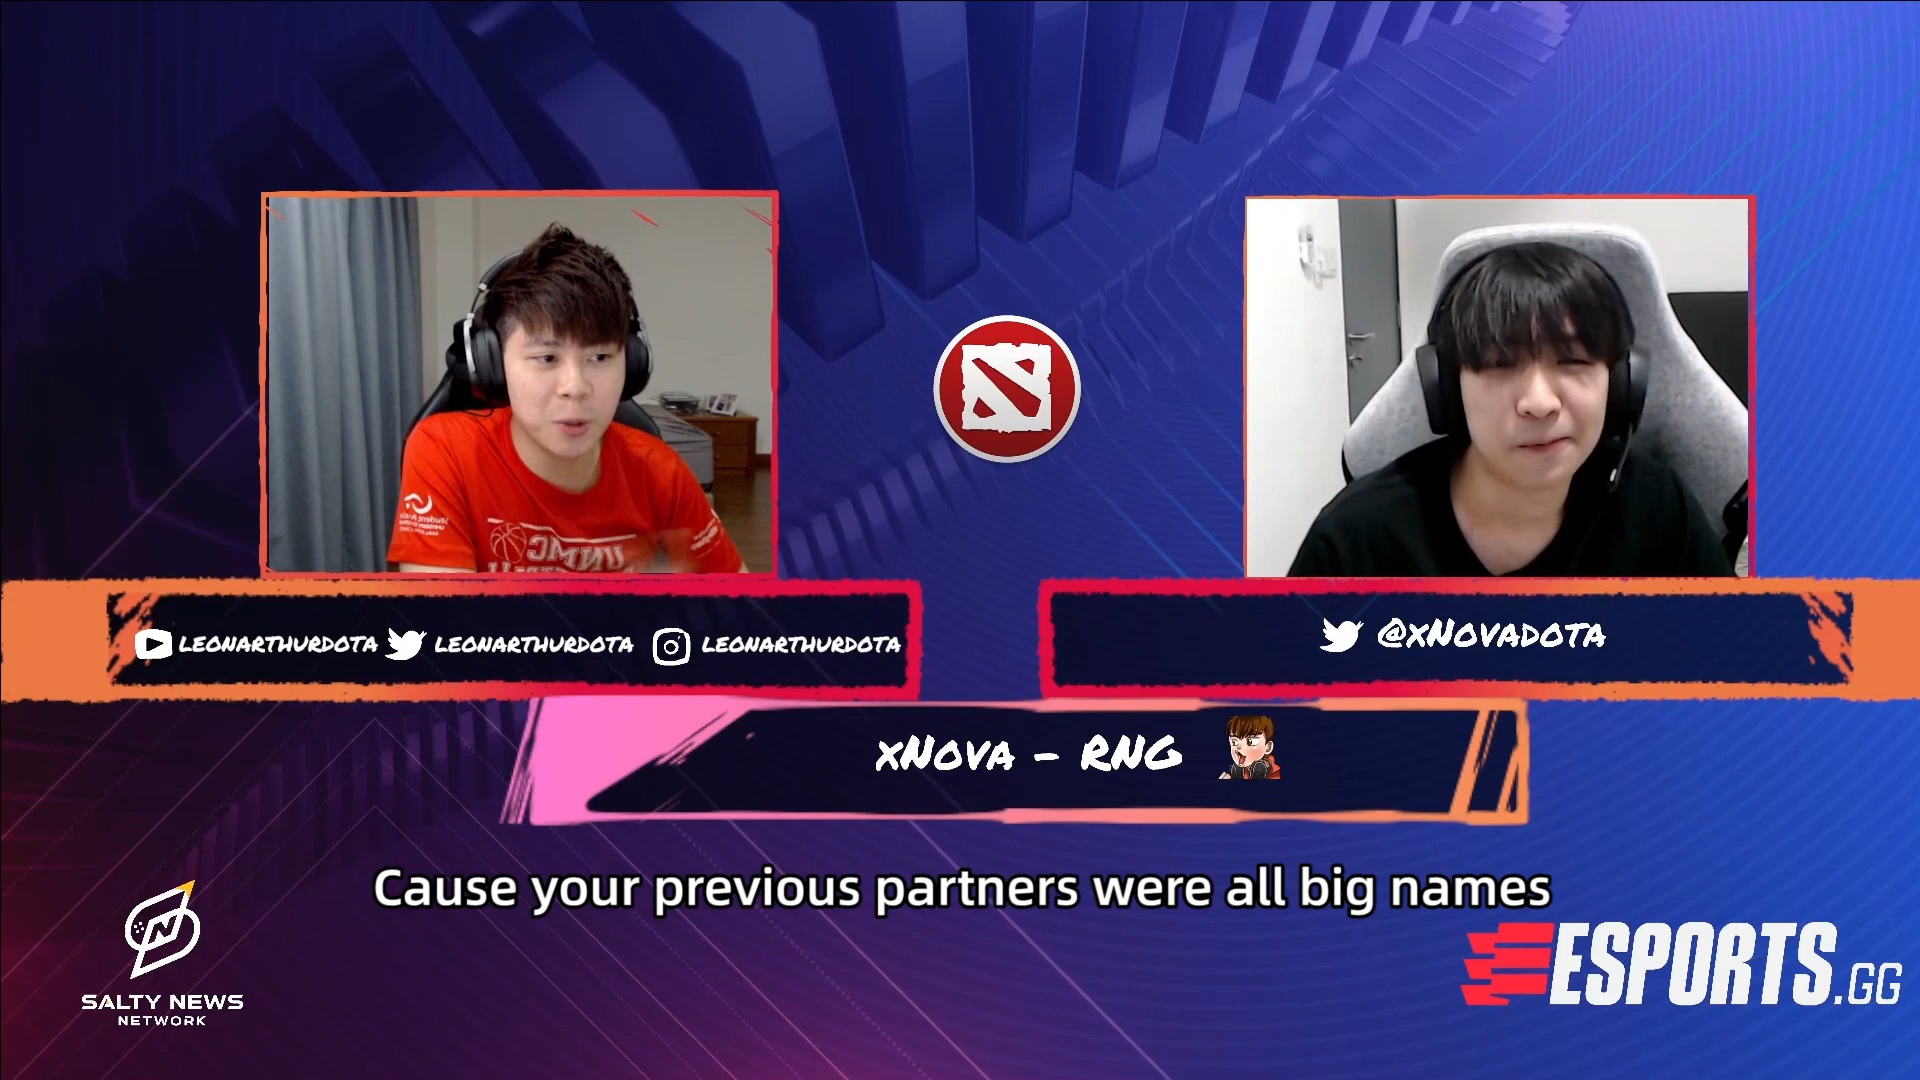 LEONARTHURDOTA LEONARTHURDOTA LEONARTHURDOTA
@xNovadota
xNova - RNG
Cause your previous partners were all big names
SALTY NEWS
NETWORK
ESPORTS.GG